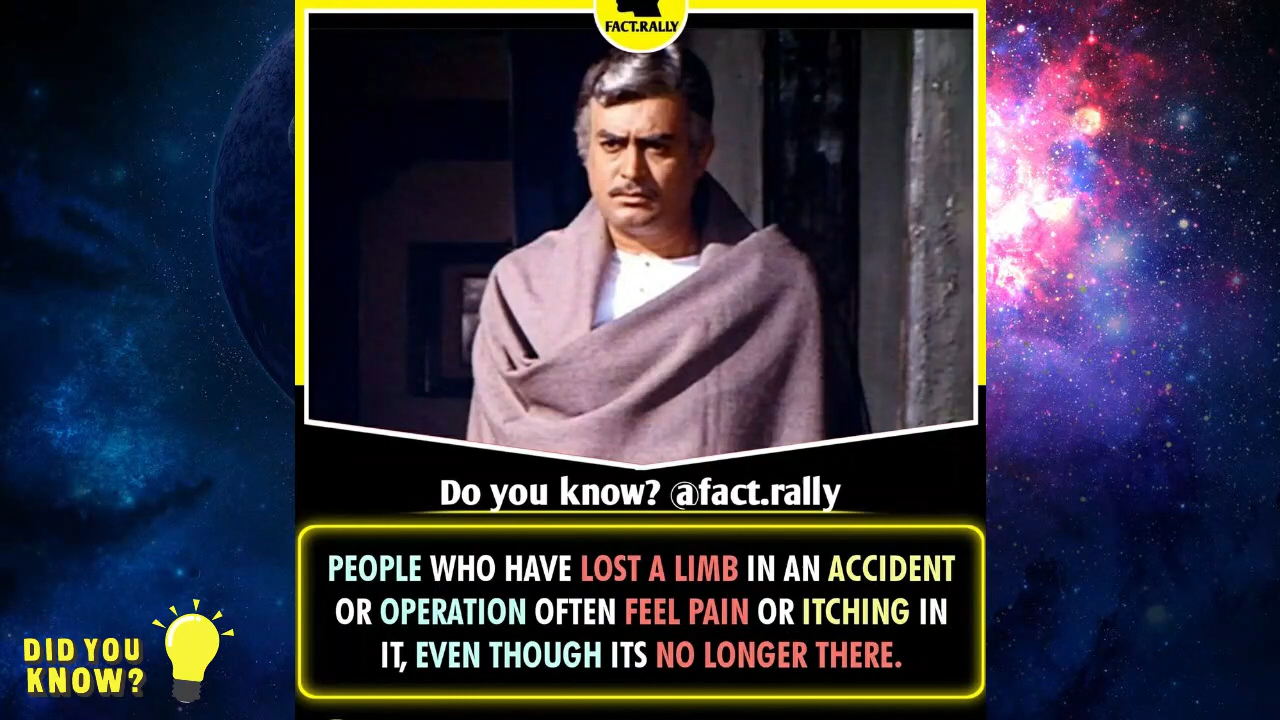 FACT.RALLY
Do you know? @fact.rally
PEOPLE WHO HAVE LOST A LIMB IN AN ACCIDENT
OR OPERATION OFTEN FEEL PAIN OR ITCHING IN
IT, EVEN THOUGH ITS NO LONGER THERE.
DID YOU
KNOW?